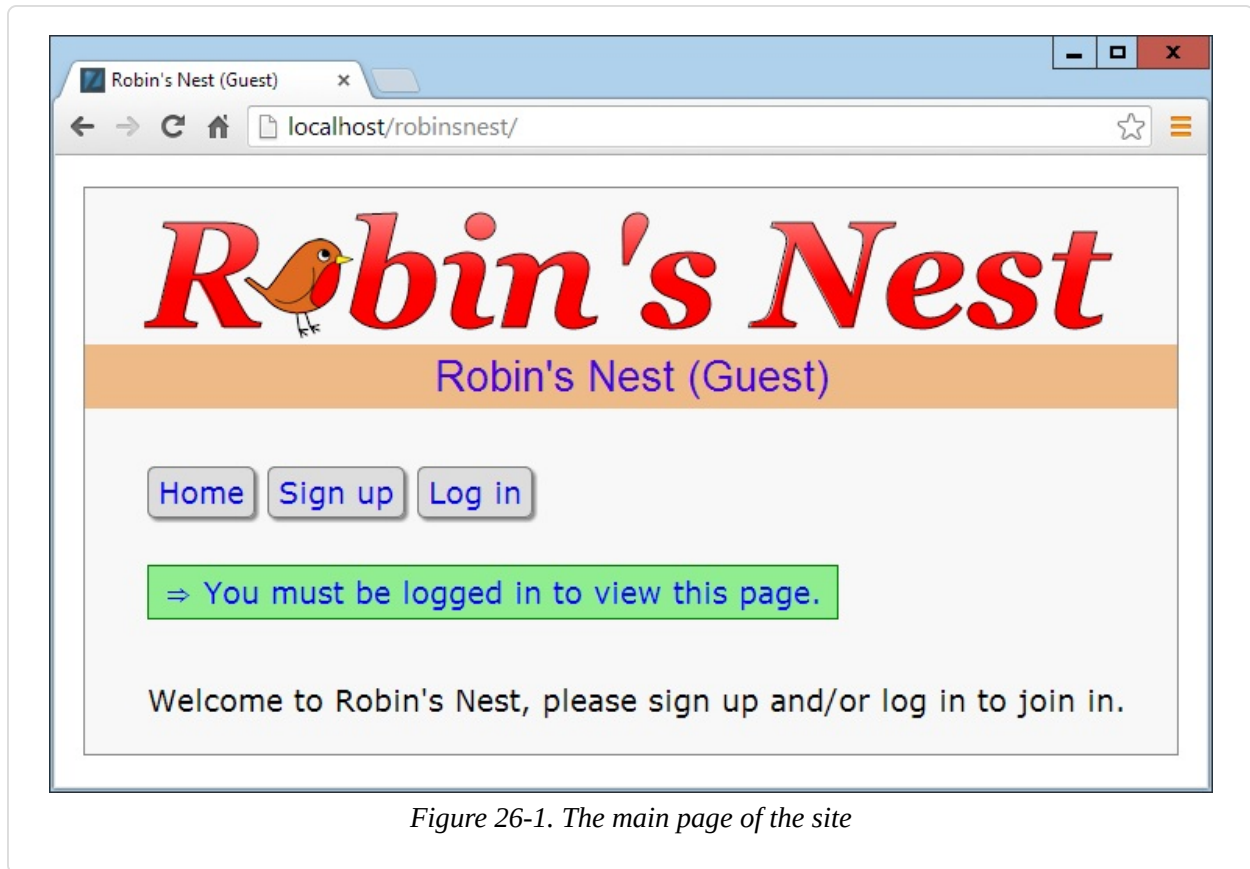 Robin's Nest (Guest)
localhost/robinsnest/
Robin's Nest
Robin's Nest (Guest)
Home Sign up Log in
⇒ You must be logged in to view this page.
Welcome to Robin's Nest, please sign up and/or log in to join in.
Figure 26-1. The main page of the site